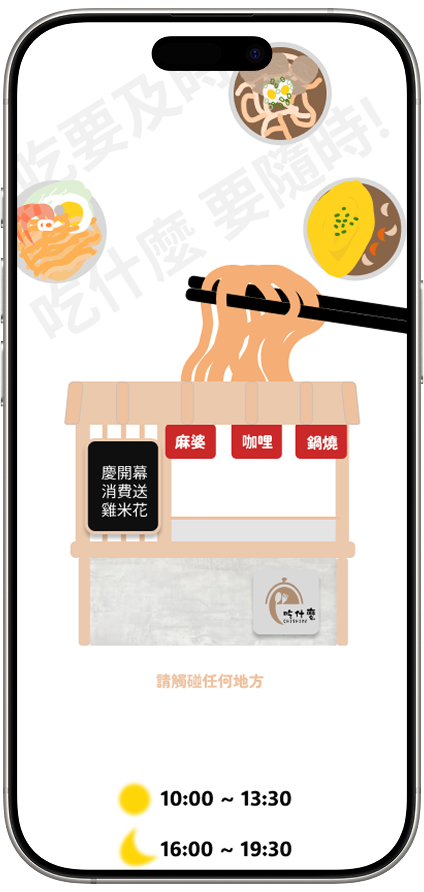 吃要及時
吃什麼 要隨時!
麻婆
咖哩
鍋燒
慶開幕
消費送
雞米花
吃什麼
請觸碰任何地方
10:00 ~ 13:30
16:00 ~ 19:30